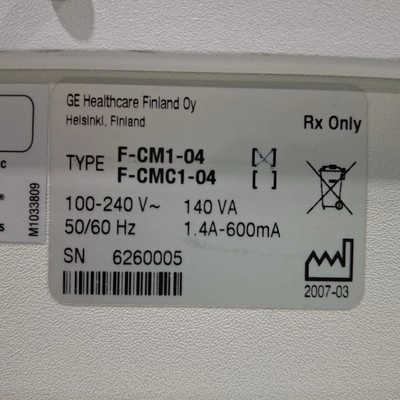 GE Healthcare Finland Oy
Helsinki, Finland
Rx Only
TYPE F-CM1-04 [x]
F-CMC1-04 [ ]
100-240 V~ 140 VA
50/60 Hz 1.4A-600mA
SN 6260005
2007-03
M1033809
c
®
s